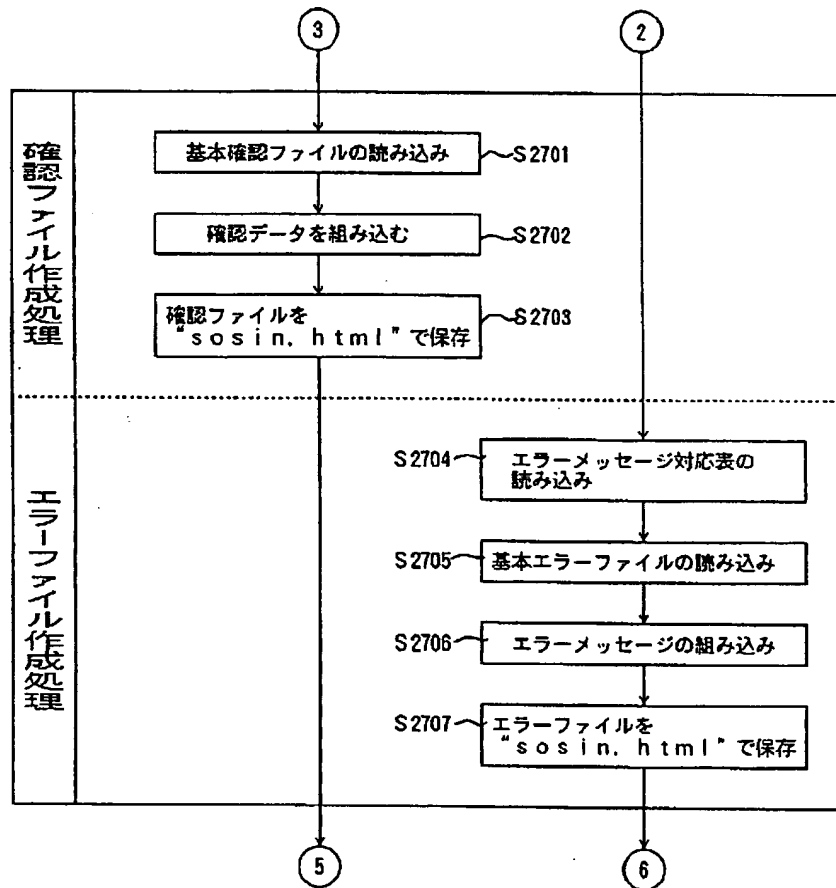 3
2
確認ファイル作成処理
基本確認ファイルの読み込み
S2701
確認データを組み込む
S2702
確認ファイルを
“sosin.html”で保存
S2703
エラーファイル作成処理
S2704
エラーメッセージ対応表の
読み込み
S2705
基本エラーファイルの読み込み
S2706
エラーメッセージの組み込み
S2707
エラーファイルを
“sosin.html”で保存
5
6